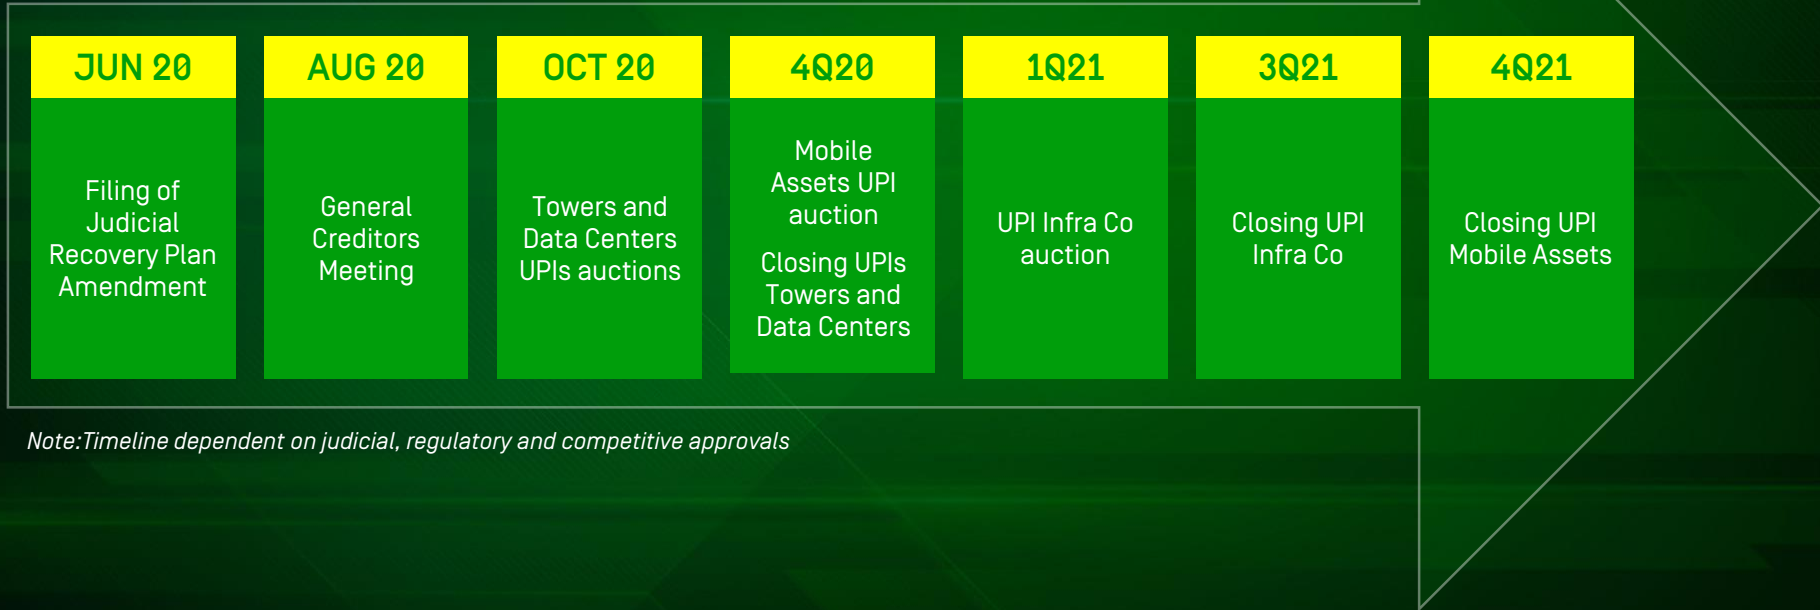 JUN 20
Filing of
Judicial
Recovery Plan
Amendment
AUG 20
General
Creditors
Meeting
OCT 20
Towers and
Data Centers
UPIs auctions
4Q20
Mobile
Assets UPI
auction
Closing UPIs
Towers and
Data Centers
1Q21
UPI Infra Co
auction
3Q21
Closing UPI
Infra Co
4Q21
Closing UPI
Mobile Assets
Note:Timeline dependent on judicial, regulatory and competitive approvals